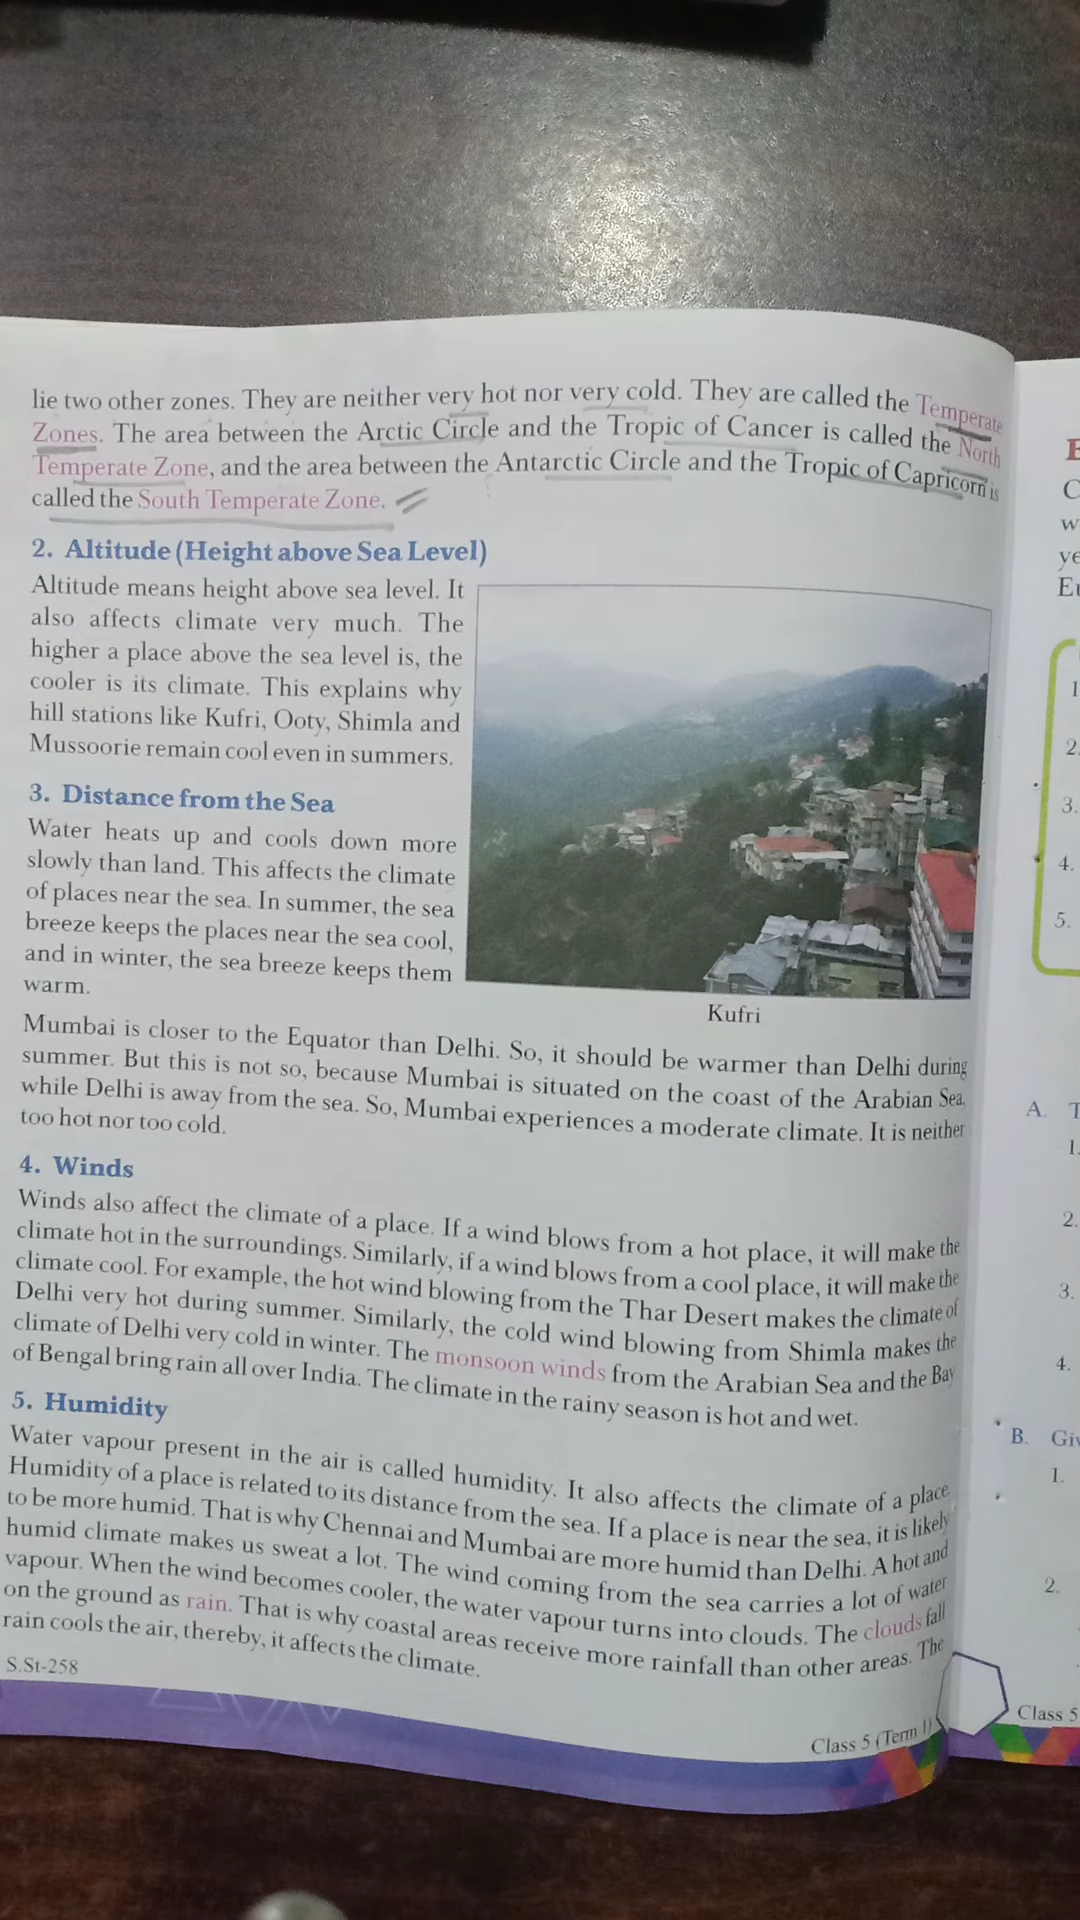 lie two other zones. They are neither very hot nor very cold. They are called the Temperate
Zones. The area between the Arctic Circle and the Tropic of Cancer is called the North
Temperate Zone, and the area between the Antarctic Circle and the Tropic of Capricorn is
called the South Temperate Zone.
2. Altitude (Height above Sea Level)
Altitude means height above sea level. It
also affects climate very much. The
higher a place above the sea level is, the
cooler is its climate. This explains why
hill stations like Kufri, Ooty, Shimla and
Mussoorie remain cool even in summers.
3. Distance from the Sea
Water heats up and cools down more
slowly than land. This affects the climate
of places near the sea. In summer, the sea
breeze keeps the places near the sea cool,
and in winter, the sea breeze keeps them
warm.
Kufri
Mumbai is closer to the Equator than Delhi. So, it should be warmer than Delhi during
summer. But this is not so, because Mumbai is situated on the coast of the Arabian Sea,
while Delhi is away from the sea. So, Mumbai experiences a moderate climate. It is neither
too hot nor too cold.
4. Winds
Winds also affect the climate of a place. If a wind blows from a hot place, it will make the
climate hot in the surroundings. Similarly, if a wind blows from a cool place, it will make the
climate cool. For example, the hot wind blowing from the Thar Desert makes the climate of
Delhi very hot during summer. Similarly, the cold wind blowing from Shimla makes the
climate of Delhi very cold in winter. The monsoon winds from the Arabian Sea and the Bay
of Bengal bring rain all over India. The climate in the rainy season is hot and wet.
5. Humidity
Water vapour present in the air is called humidity. It also affects the climate of a place.
Humidity of a place is related to its distance from the sea. If a place is near the sea, it is likely
to be more humid. That is why Chennai and Mumbai are more humid than Delhi. A hot and
humid climate makes us sweat a lot. The wind coming from the sea carries a lot of water
vapour. When the wind becomes cooler, the water vapour turns into clouds. The clouds fall
on the ground as rain. That is why coastal areas receive more rainfall than other areas. The
rain cools the air, thereby, it affects the climate.
S.St-258
Class 5 (Term 1)
1
2.
3.
4.
5.
A.
1.
2.
3.
4.
B.
1.
2.
Class 5